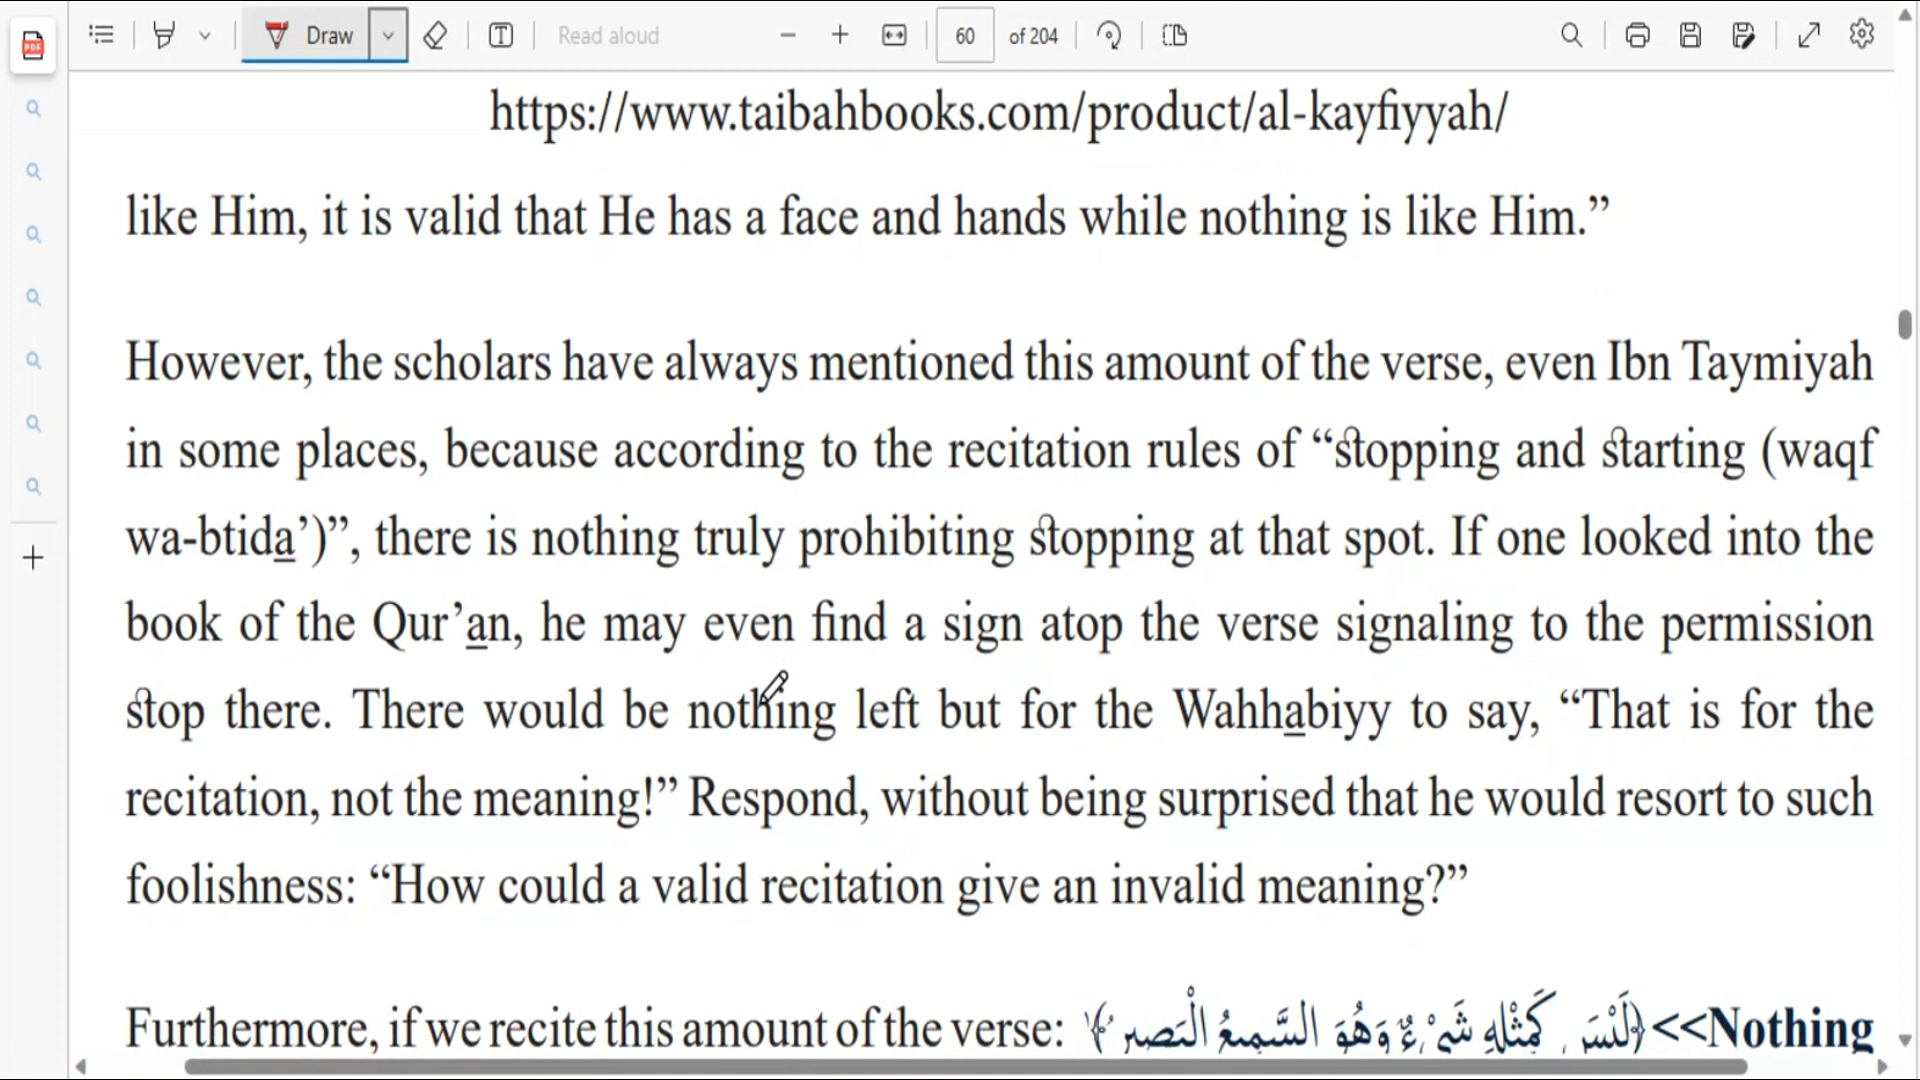 Draw
Read aloud
60
of 204
PDF
https://www.taibahbooks.com/product/al-kayfiyyah/
like Him, it is valid that He has a face and hands while nothing is like Him.”
However, the scholars have always mentioned this amount of the verse, even Ibn Taymiyah
in some places, because according to the recitation rules of “stopping and starting (waqf
wa-btida’)”, there is nothing truly prohibiting stopping at that spot. If one looked into the
book of the Qur’an, he may even find a sign atop the verse signaling to the permission
stop there. There would be nothing left but for the Wahhabiyy to say, “That is for the
recitation, not the meaning!” Respond, without being surprised that he would resort to such
foolishness: “How could a valid recitation give an invalid meaning?”
Furthermore, if we recite this amount of the verse: ﴿لَيْسَ كَمِثْلِهِ شَيْءٌ وَهُوَ السَّمِيعُ الْبَصِيرُ﴾ <<Nothing